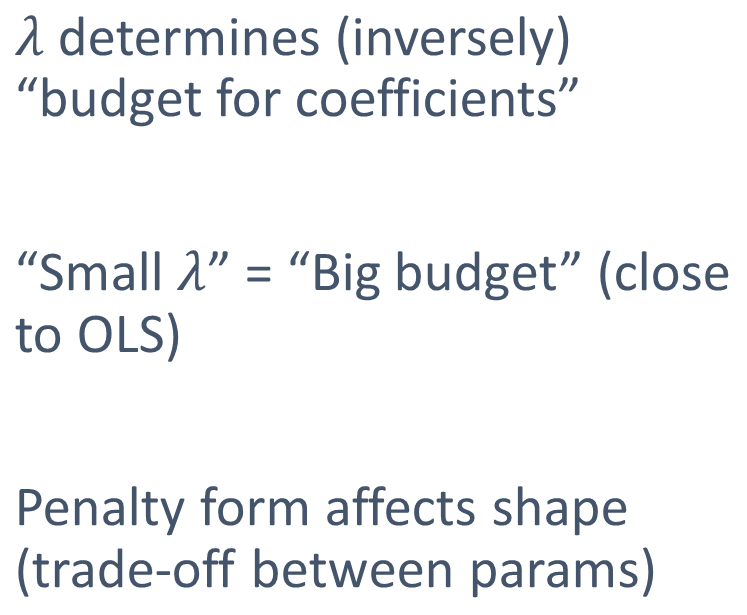 𝜆 determines (inversely)
“budget for coefficients”
“Small 𝜆” = “Big budget” (close
to OLS)
Penalty form affects shape
(trade-off between params)